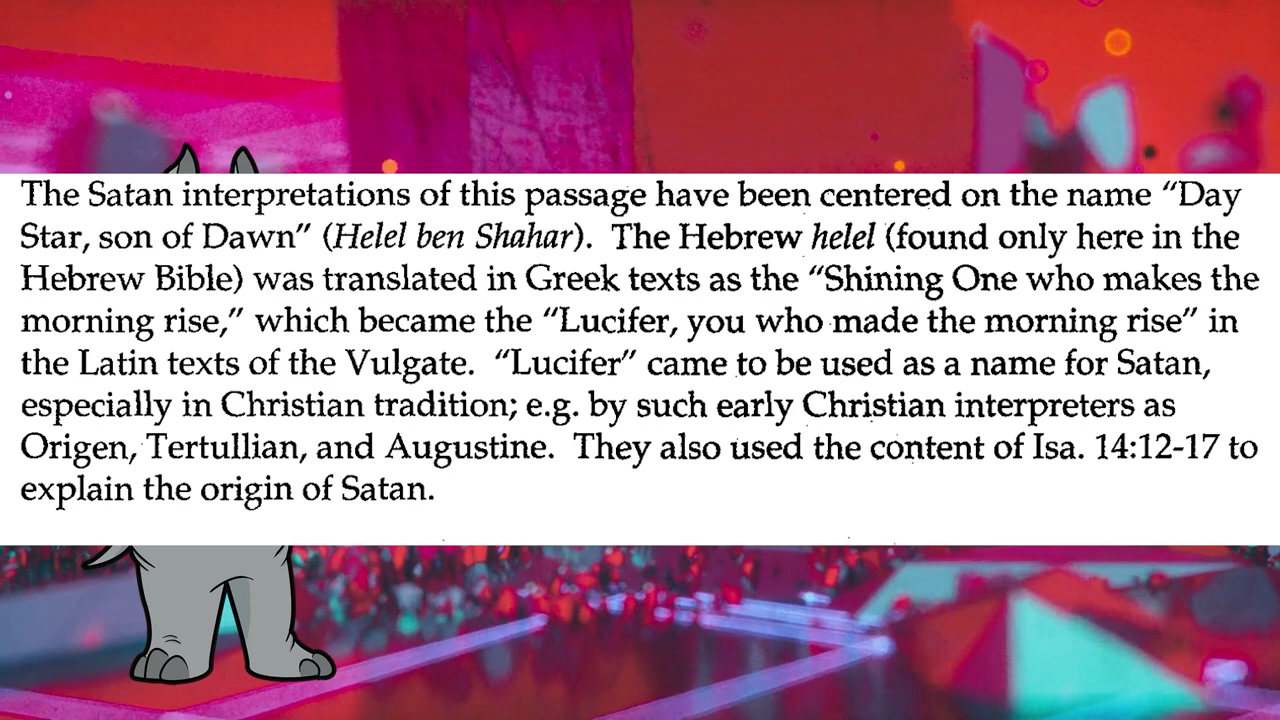 The Satan interpretations of this passage have been centered on the name “Day
Star, son of Dawn” (Helel ben Shahar).  The Hebrew helel (found only here in the
Hebrew Bible) was translated in Greek texts as the “Shining One who makes the
morning rise,” which became the “Lucifer, you who made the morning rise” in
the Latin texts of the Vulgate.  “Lucifer” came to be used as a name for Satan,
especially in Christian tradition; e.g. by such early Christian interpreters as
Origen, Tertullian, and Augustine.  They also used the content of Isa. 14:12-17 to
explain the origin of Satan.